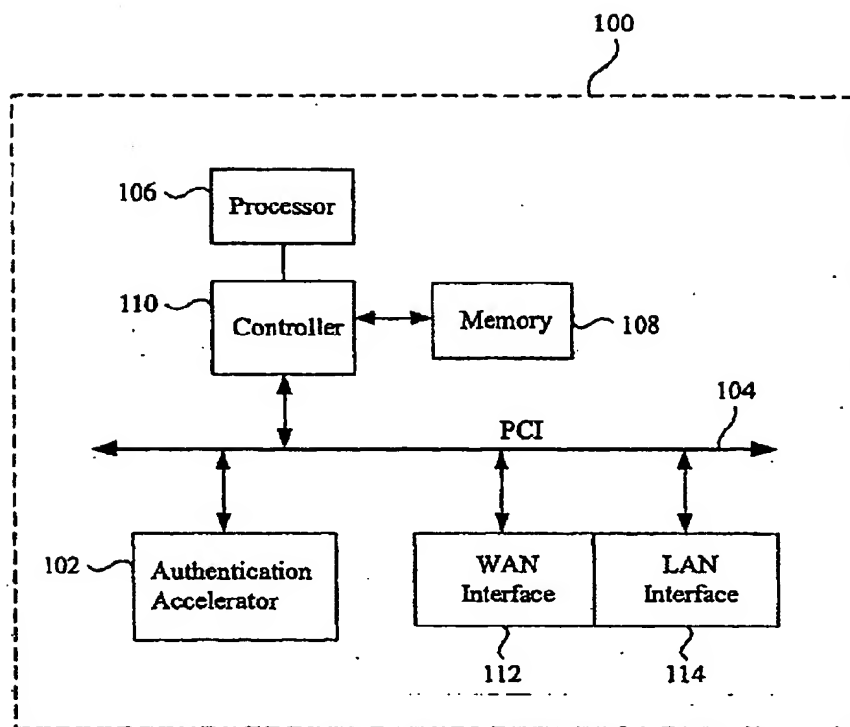 100
106
Processor
110
Controller
Memory
108
104
PCI
102
Authentication
Accelerator
WAN
Interface
LAN
Interface
112
114